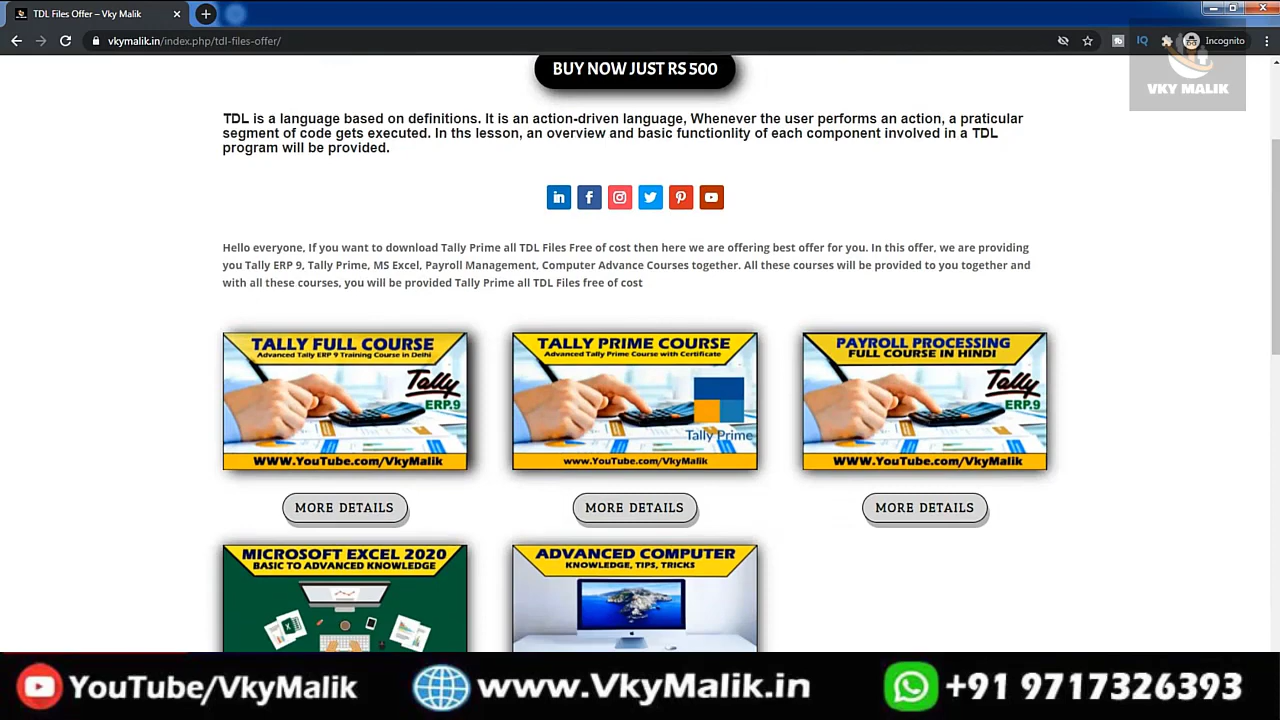 TDL Files Offer – Vky Malik
vkymalik.in/index.php/tdl-files-offer/
IQ
Incognito
VKY MALIK
BUY NOW JUST RS 500
TDL is a language based on definitions. It is an action-driven language, Whenever the user performs an action, a praticular
segment of code gets executed. In ths lesson, an overview and basic functionlity of each component involved in a TDL
program will be provided.
Hello everyone, If you want to download Tally Prime all TDL Files Free of cost then here we are offering best offer for you. In this offer, we are providing
you Tally ERP 9, Tally Prime, MS Excel, Payroll Management, Computer Advance Courses together. All these courses will be provided to you together and
with all these courses, you will be provided Tally Prime all TDL Files free of cost
TALLY FULL COURSE
Advanced Tally ERP 9 Training Course in Delhi
Tally
ERP.9
WWW.YouTube.com/VkyMalik
TALLY PRIME COURSE
Advanced Tally Prime Course with Certificate
Tally Prime
www.YouTube.com/VkyMalik
PAYROLL PROCESSING
FULL COURSE IN HINDI
Tally
ERP.9
WWW.YouTube.com/VkyMalik
MORE DETAILS
MORE DETAILS
MORE DETAILS
MICROSOFT EXCEL 2020
BASIC TO ADVANCED KNOWLEDGE
ADVANCED COMPUTER
KNOWLEDGE, TIPS, TRICKS
YouTube/VkyMalik
www.VkyMalik.in
+91 9717326393